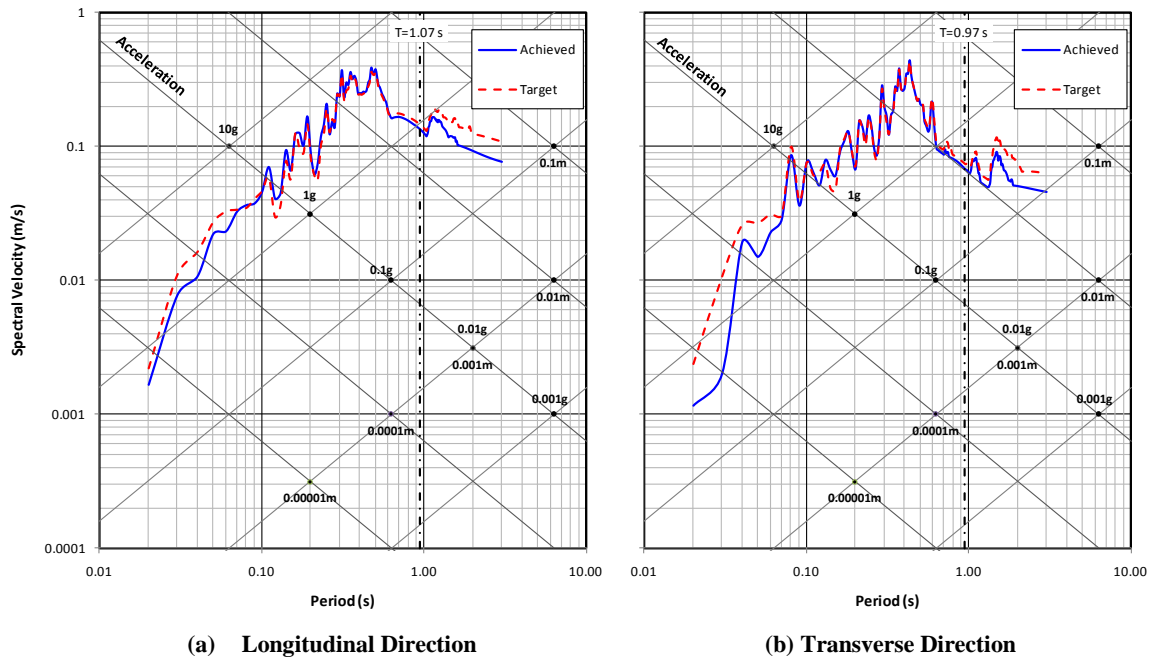 Spectral Velocity (m/s)
1
0.1
0.01
0.001
0.0001
T=1.07 s
Achieved
Target
Acceleration
10g
1g
0.1g
0.01g
0.001g
0.1m
0.01m
0.001m
0.0001m
0.00001m
0.01
0.10
1.00
10.00
Period (s)
(a) Longitudinal Direction
T=0.97 s
Achieved
Target
Acceleration
10g
1g
0.1g
0.01g
0.001g
0.1m
0.01m
0.001m
0.0001m
0.00001m
0.01
0.10
1.00
10.00
Period (s)
(b) Transverse Direction